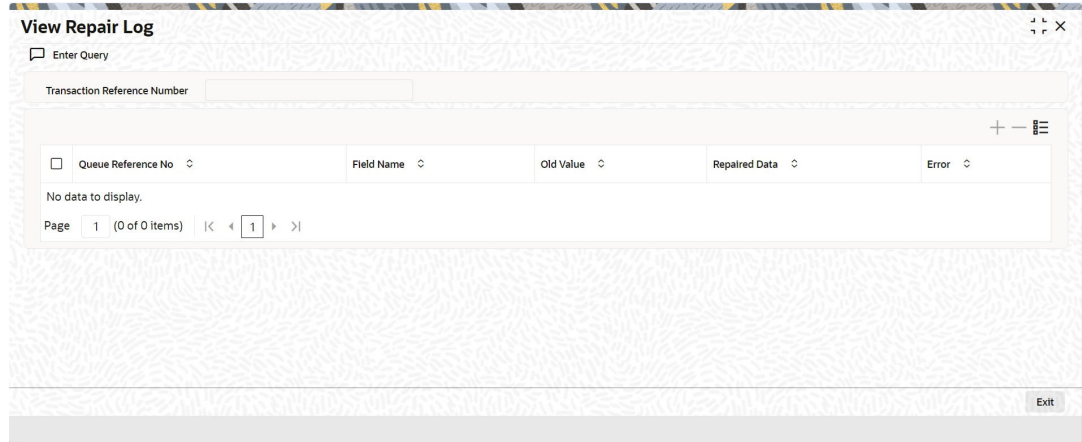 View Repair Log
Enter Query
Transaction Reference Number
Queue Reference No Field Name Old Value Repaired Data Error
No data to display.
Page 1 (0 of 0 items) 1
Exit